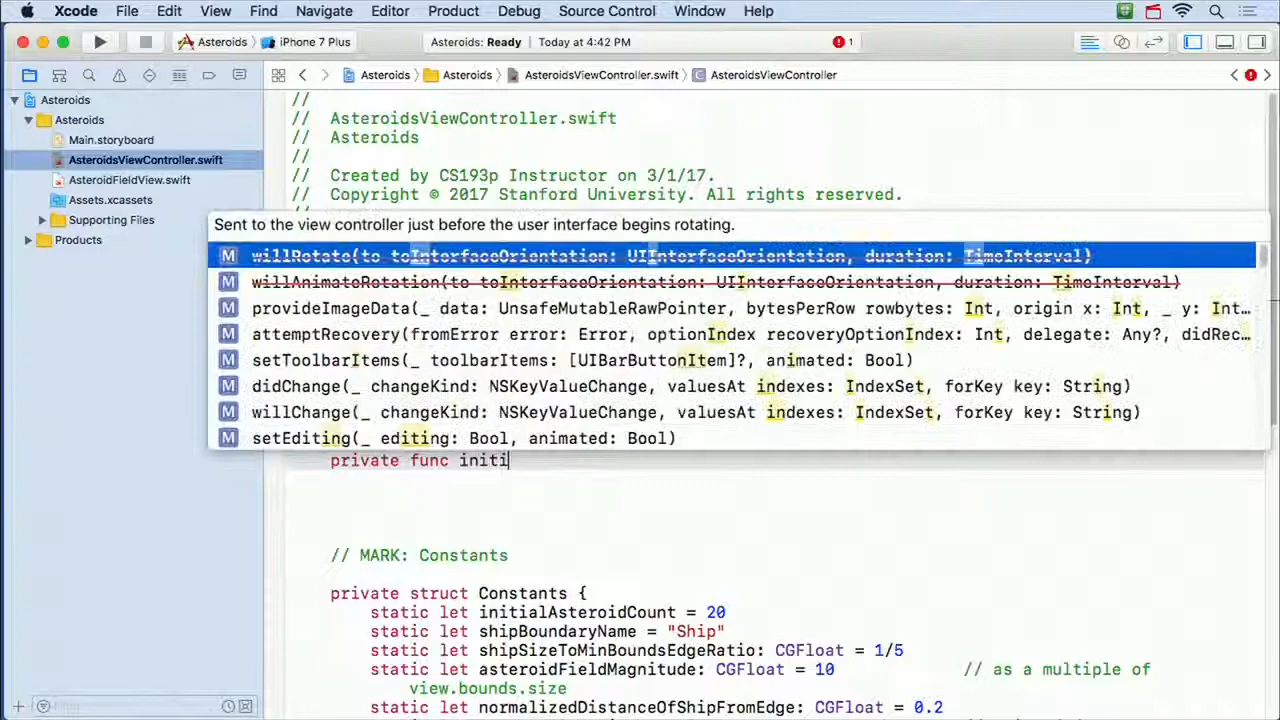 Xcode File Edit View Find Navigate Editor Product Debug Source Control Window Help
Asteroids iPhone 7 Plus Asteroids: Ready Today at 4:42 PM 1
Asteroids Asteroids AsteroidsViewController.swift C AsteroidsViewController
Asteroids
Asteroids
Main.storyboard
AsteroidsViewController.swift
AsteroidFieldView.swift
Assets.xcassets
Supporting Files
Products
//
// AsteroidsViewController.swift
// Asteroids
//
// Created by CS193p Instructor on 3/1/17.
// Copyright © 2017 Stanford University. All rights reserved.
Sent to the view controller just before the user interface begins rotating.
M willRotate(to toInterfaceOrientation: UIInterfaceOrientation, duration: TimeInterval)
M willAnimateRotation(to toInterfaceOrientation: UIInterfaceOrientation, duration: TimeInterval)
M provideImageData(_ data: UnsafeMutableRawPointer, bytesPerRow rowbytes: Int, origin x: Int, _ y: Int…
M attemptRecovery(fromError error: Error, optionIndex recoveryOptionIndex: Int, delegate: Any?, didRec…
M setToolbarItems(_ toolbarItems: [UIBarButtonItem]?, animated: Bool)
M didChange(_ changeKind: NSKeyValueChange, valuesAt indexes: IndexSet, forKey key: String)
M willChange(_ changeKind: NSKeyValueChange, valuesAt indexes: IndexSet, forKey key: String)
M setEditing(_ editing: Bool, animated: Bool)
private func initi
// MARK: Constants
private struct Constants {
static let initialAsteroidCount = 20
static let shipBoundaryName = "Ship"
static let shipSizeToMinBoundsEdgeRatio: CGFloat = 1/5
static let asteroidFieldMagnitude: CGFloat = 10 // as a multiple of
view.bounds.size
static let normalizedDistanceOfShipFromEdge: CGFloat = 0.2